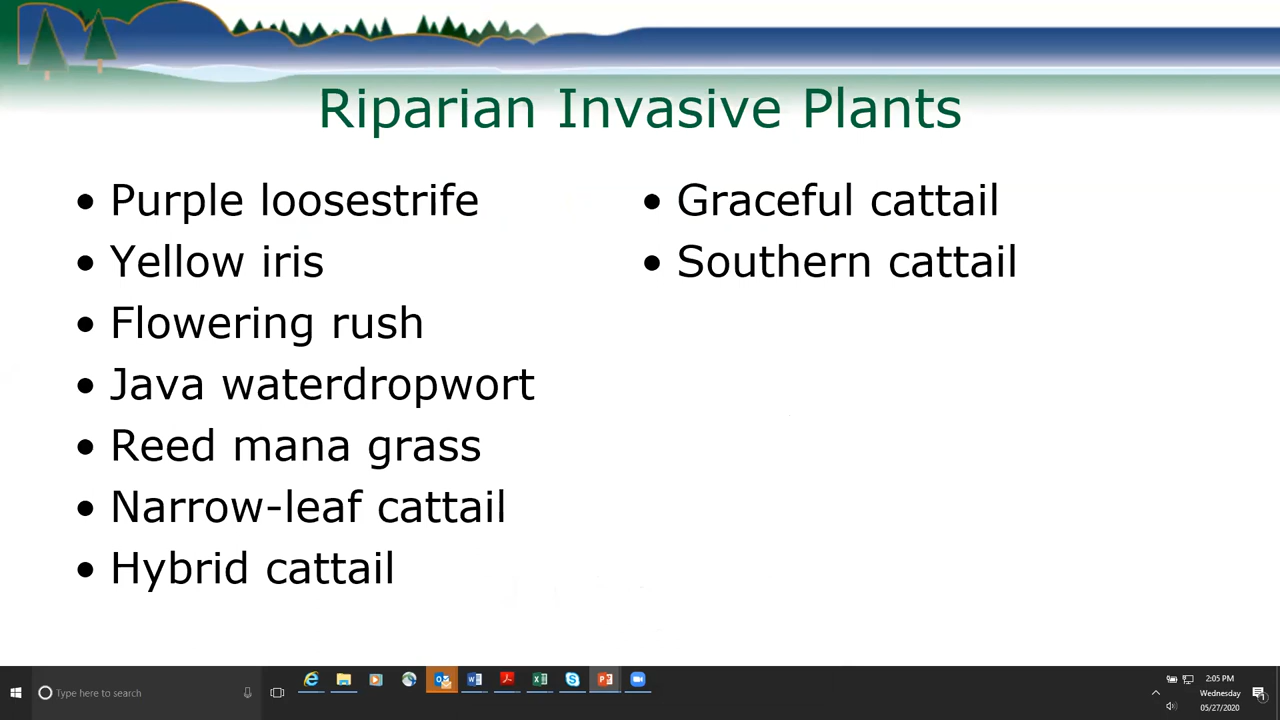 Riparian Invasive Plants
• Purple loosestrife
• Yellow iris
• Flowering rush
• Java waterdropwort
• Reed mana grass
• Narrow-leaf cattail
• Hybrid cattail
• Graceful cattail
• Southern cattail
Type here to search
2:05 PM
Wednesday
05/27/2020